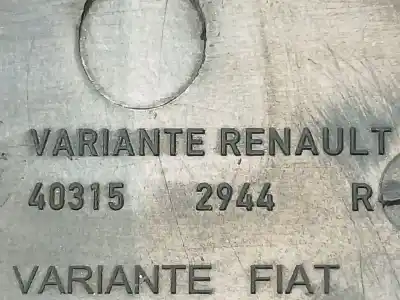 VARIANTE RENAULT
40315 2944 R
VARIANTE FIAT